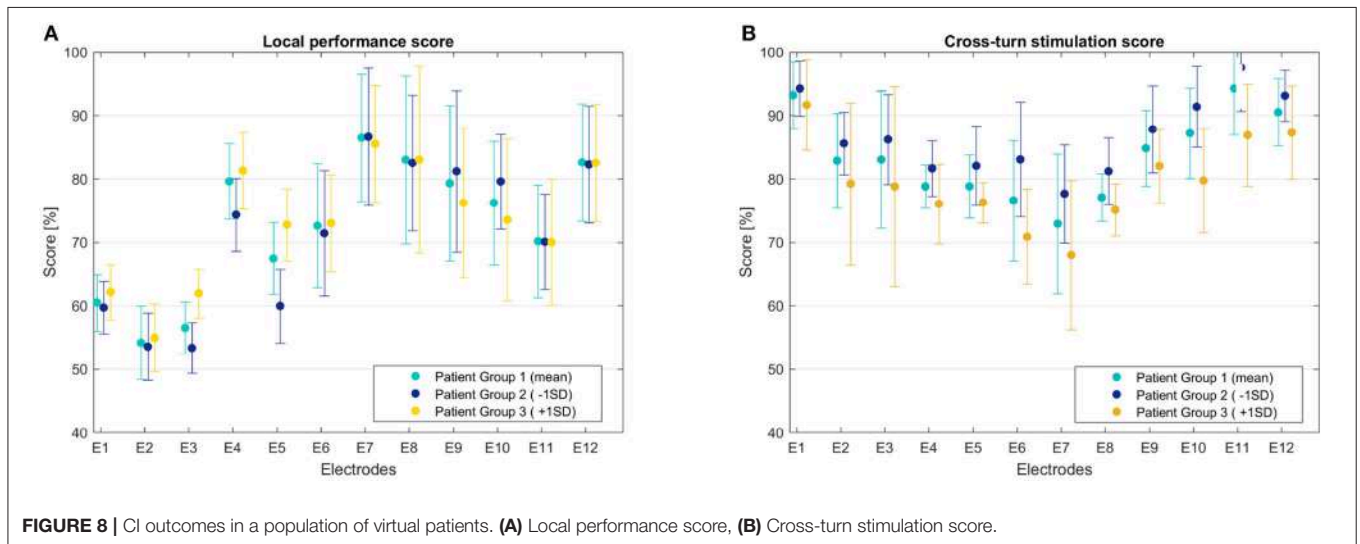 A
Local performance score
100
90
80
70
60
50
40
Score [%]
E1 E2 E3 E4 E5 E6 E7 E8 E9 E10 E11 E12
Electrodes
Patient Group 1 (mean)
Patient Group 2 ( -1SD)
Patient Group 3 ( +1SD)
B
Cross-turn stimulation score
100
90
80
70
60
50
40
Score [%]
E1 E2 E3 E4 E5 E6 E7 E8 E9 E10 E11 E12
Electrodes
Patient Group 1 (mean)
Patient Group 2 ( -1SD)
Patient Group 3 ( +1SD)
FIGURE 8 | CI outcomes in a population of virtual patients. (A) Local performance score, (B) Cross-turn stimulation score.